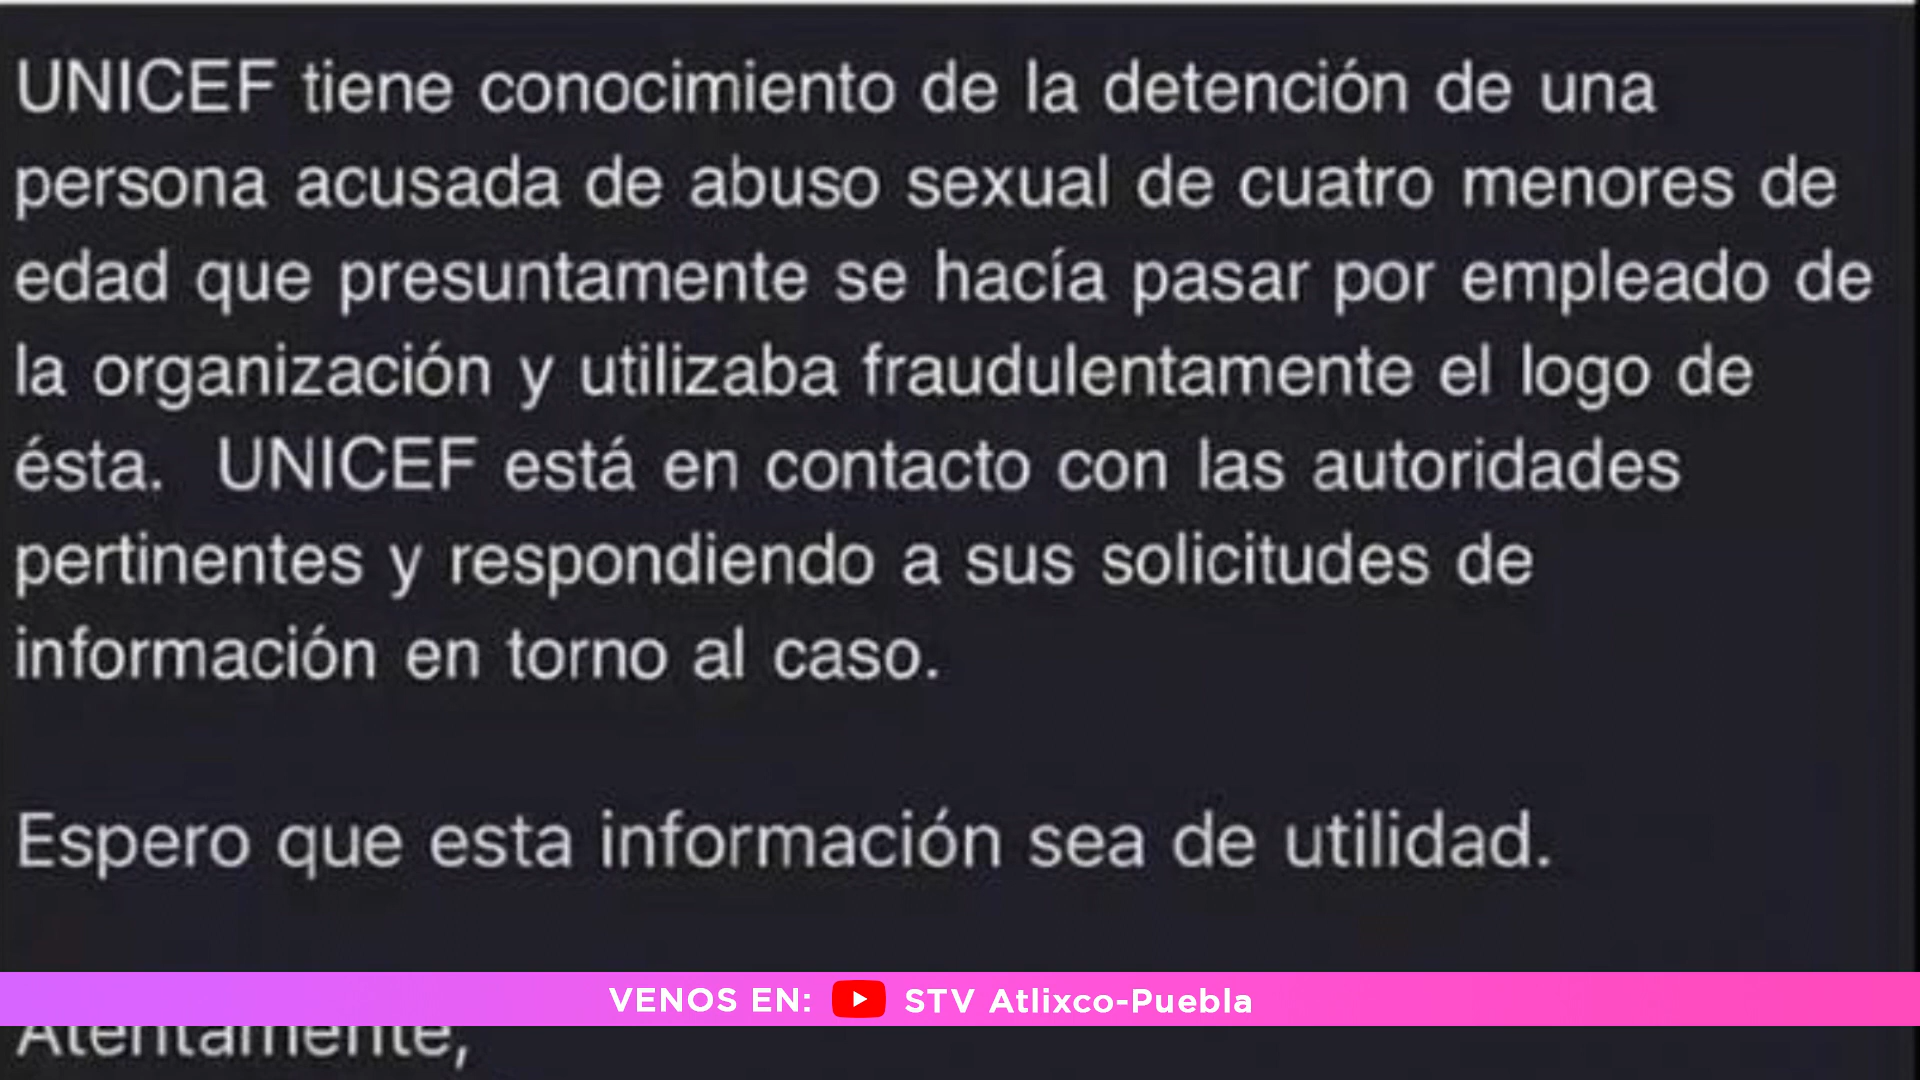 UNICEF tiene conocimiento de la detención de una
persona acusada de abuso sexual de cuatro menores de
edad que presuntamente se hacía pasar por empleado de
la organización y utilizaba fraudulentamente el logo de
ésta. UNICEF está en contacto con las autoridades
pertinentes y respondiendo a sus solicitudes de
información en torno al caso.
Espero que esta información sea de utilidad.
VENOS EN: STV Atlixco-Puebla
Atentamente,